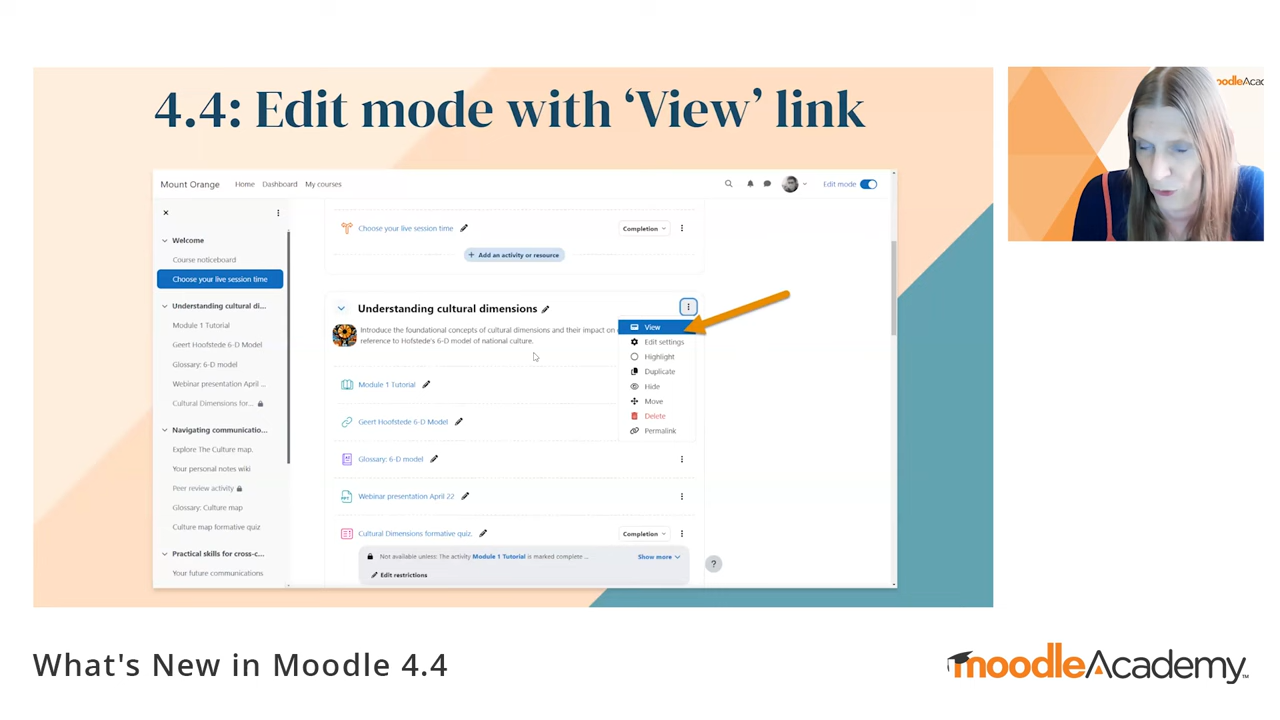 4.4: Edit mode with ‘View’ link
Mount Orange
Home
Dashboard
My courses
Edit mode
Welcome
Course noticeboard
Choose your live session time
Understanding cultural di...
Module 1 Tutorial
Geert Hoofstede 6-D Model
Glossary: 6-D model
Webinar presentation April ...
Cultural Dimensions for...
Navigating communicatio...
Explore The Culture map.
Your personal notes wiki
Peer review activity
Glossary: Culture map
Culture map formative quiz
Practical skills for cross-c...
Your future communications
Choose your live session time
Completion
+ Add an activity or resource
Understanding cultural dimensions
Introduce the foundational concepts of cultural dimensions and their impact on
reference to Hofstede's 6-D model of national culture.
View
Edit settings
Highlight
Duplicate
Hide
Move
Delete
Permalink
Module 1 Tutorial
Geert Hoofstede 6-D Model
Glossary: 6-D model
Webinar presentation April 22
Cultural Dimensions formative quiz.
Completion
Not available unless: The activity Module 1 Tutorial is marked complete ...
Show more
Edit restrictions
?
oodleAcad
What's New in Moodle 4.4
moodleAcademy™